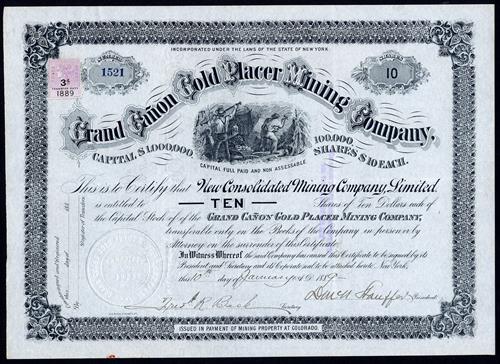 INCORPORATED UNDER THE LAWS OF THE STATE OF NEW YORK
1521
10
3d
1889
Grand Cañon Gold Placer Mining Company.
CAPITAL $1,000,000.
100,000 SHARES $10 EACH.
CAPITAL FULL PAID AND NON ASSESSABLE
This is to Certify that New Consolidated Mining Company, Limited
is entitled to TEN Shares of Ten Dollars each of
the Capital Stock of the GRAND CAÑON GOLD PLACER MINING COMPANY,
transferable only on the Books of the Company in person or by
Attorney on the surrender of this Certificate.
In Witness Whereof, the said Company has caused this Certificate to be signed by its
President and Secretary and its Corporate seal to be attached hereto, New York,
this 10th day of January 1889
Secretary
President
ISSUED IN PAYMENT OF MINING PROPERTY AT COLORADO.
Registrar of Transfers